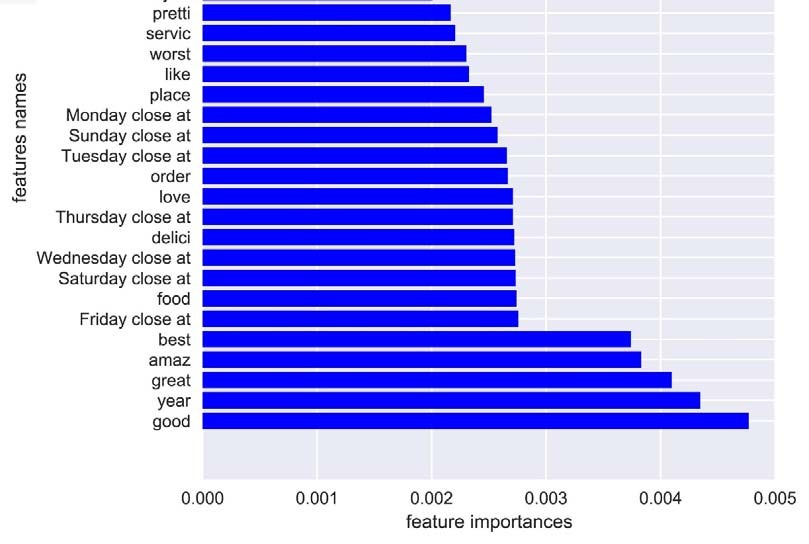 pretti
servic
worst
like
place
Monday close at
Sunday close at
Tuesday close at
order
love
Thursday close at
delici
Wednesday close at
Saturday close at
food
Friday close at
best
amaz
great
year
good
features names
0.000 0.001 0.002 0.003 0.004 0.005
feature importances